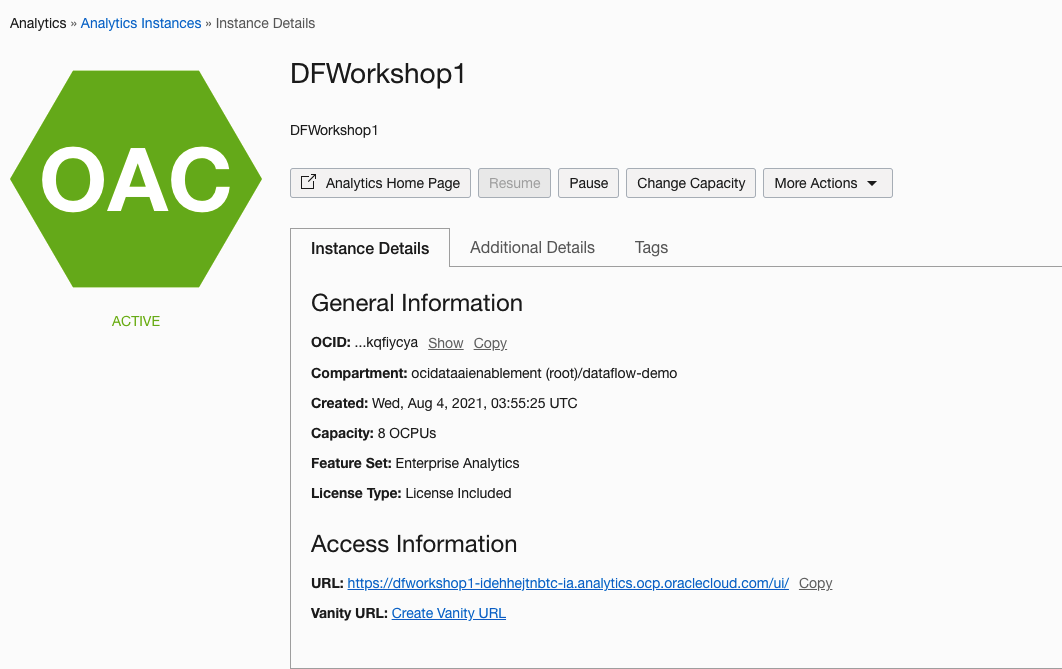 Analytics » Analytics Instances » Instance Details
OAC
ACTIVE
DFWorkshop1
DFWorkshop1
Analytics Home Page Resume Pause Change Capacity More Actions
Instance Details Additional Details Tags
General Information
OCID: ...kqfiycya Show Copy
Compartment: ocidataaienablement (root)/dataflow-demo
Created: Wed, Aug 4, 2021, 03:55:25 UTC
Capacity: 8 OCPUs
Feature Set: Enterprise Analytics
License Type: License Included
Access Information
URL: https://dfworkshop1-idehhejtnbtc-ia.analytics.ocp.oraclecloud.com/ui/ Copy
Vanity URL: Create Vanity URL